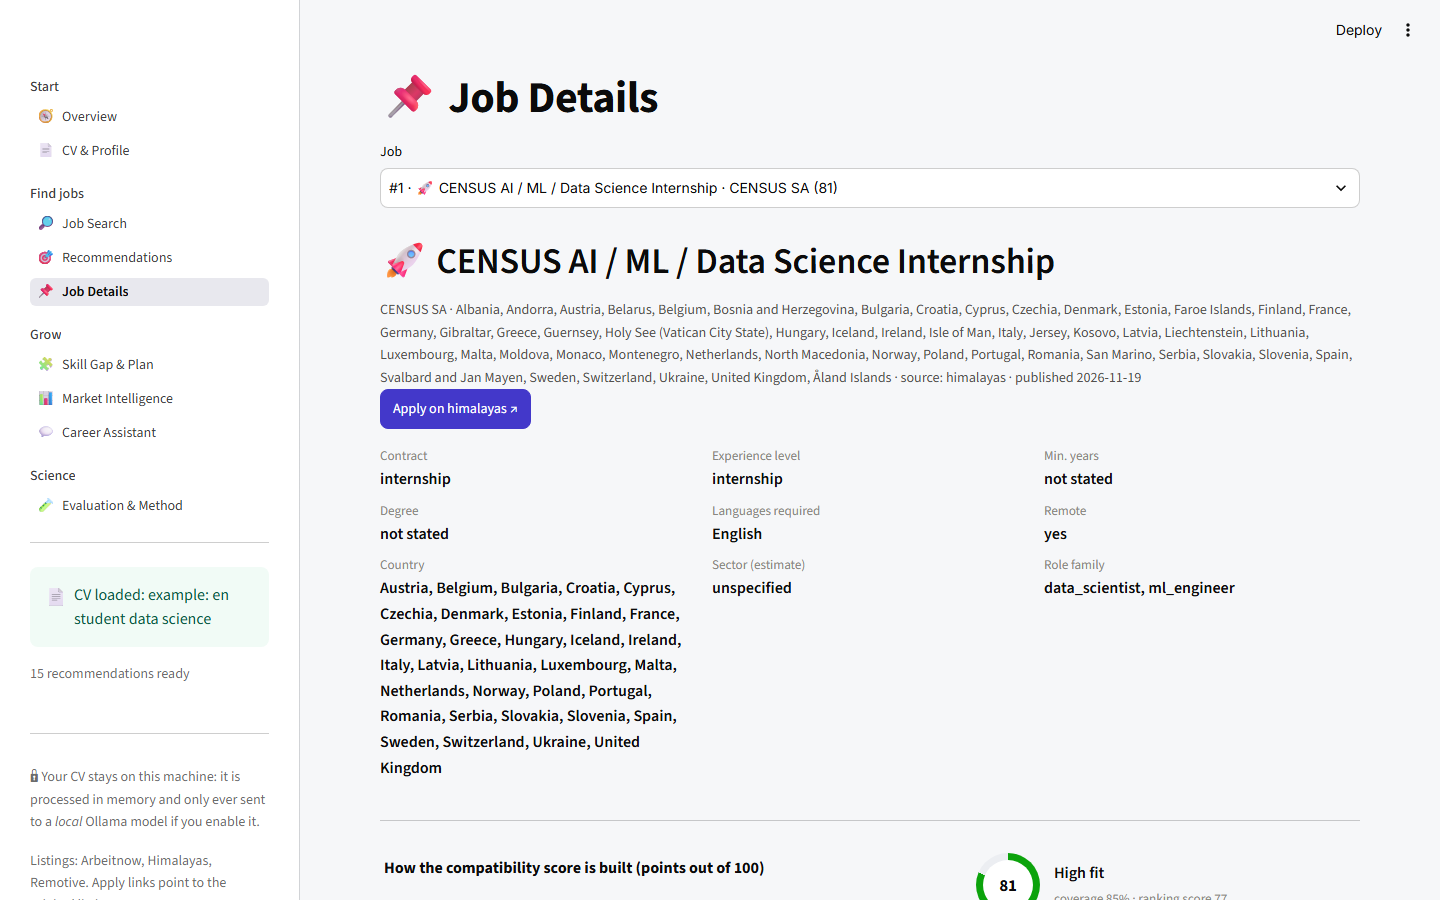 Deploy
Start
Overview
CV & Profile
Find jobs
Job Search
Recommendations
Job Details
Grow
Skill Gap & Plan
Market Intelligence
Career Assistant
Science
Evaluation & Method
CV loaded: example: en
student data science
15 recommendations ready
Your CV stays on this machine: it is
processed in memory and only ever sent
to a local Ollama model if you enable it.
Listings: Arbeitnow, Himalayas,
Remotive. Apply links point to the
Job Details
Job
#1 · 🚀 CENSUS AI / ML / Data Science Internship · CENSUS SA (81)
CENSUS AI / ML / Data Science Internship
CENSUS SA · Albania, Andorra, Austria, Belarus, Belgium, Bosnia and Herzegovina, Bulgaria, Croatia, Cyprus, Czechia, Denmark, Estonia, Faroe Islands, Finland, France,
Germany, Gibraltar, Greece, Guernsey, Holy See (Vatican City State), Hungary, Iceland, Ireland, Isle of Man, Italy, Jersey, Kosovo, Latvia, Liechtenstein, Lithuania,
Luxembourg, Malta, Moldova, Monaco, Montenegro, Netherlands, North Macedonia, Norway, Poland, Portugal, Romania, San Marino, Serbia, Slovakia, Slovenia, Spain,
Svalbard and Jan Mayen, Sweden, Switzerland, Ukraine, United Kingdom, Åland Islands · source: himalayas · published 2026-11-19
Apply on himalayas ↗
Contract
internship
Experience level
internship
Min. years
not stated
Degree
not stated
Languages required
English
Remote
yes
Country
Austria, Belgium, Bulgaria, Croatia, Cyprus,
Czechia, Denmark, Estonia, Finland, France,
Germany, Greece, Hungary, Iceland, Ireland,
Italy, Latvia, Lithuania, Luxembourg, Malta,
Netherlands, Norway, Poland, Portugal,
Romania, Serbia, Slovakia, Slovenia, Spain,
Sweden, Switzerland, Ukraine, United
Kingdom
Sector (estimate)
unspecified
Role family
data_scientist, ml_engineer
How the compatibility score is built (points out of 100)
81
High fit
coverage 85% · ranking score 77